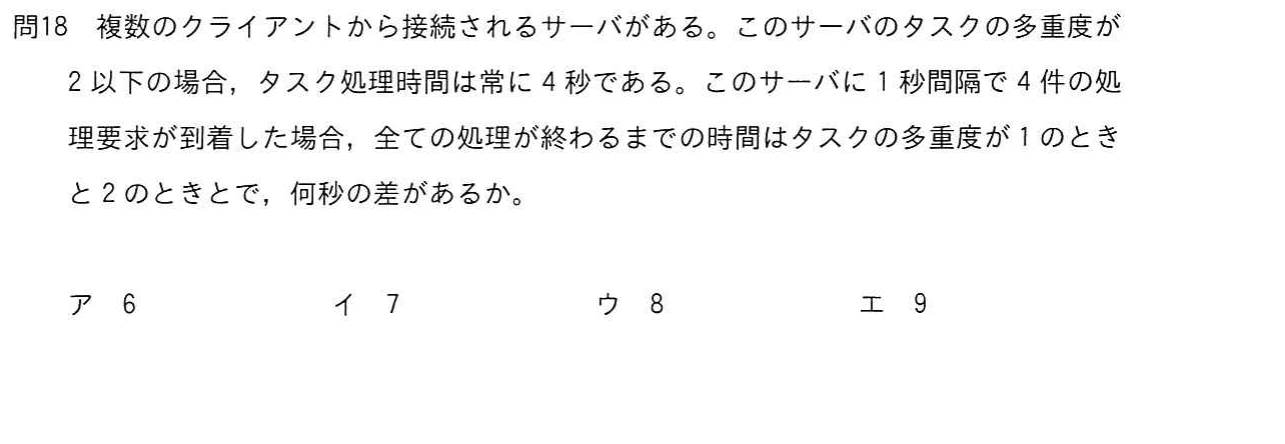 問18　複数のクライアントから接続されるサーバがある。このサーバのタスクの多重度が
2以下の場合，タスク処理時間は常に4秒である。このサーバに1秒間隔で4件の処
理要求が到着した場合，全ての処理が終わるまでの時間はタスクの多重度が1のとき
と2のときとで，何秒の差があるか。
ア　6　イ　7　ウ　8　エ　9